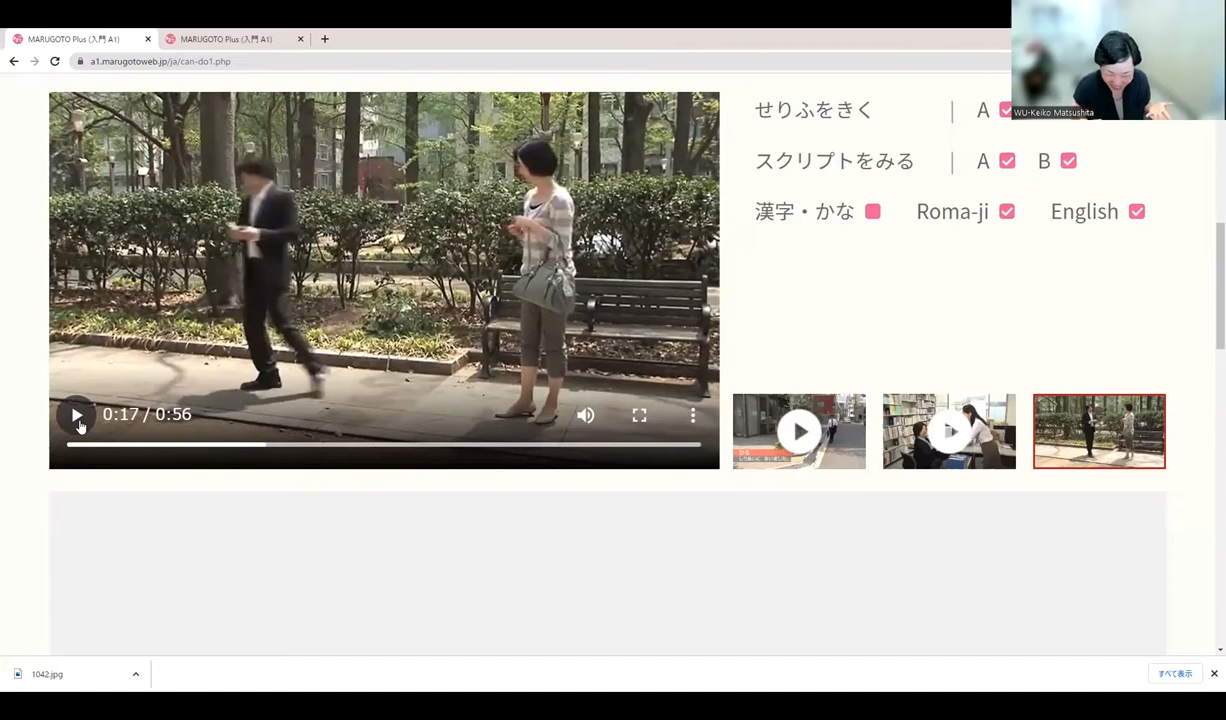 MARUGOTO Plus (入門 A1)
MARUGOTO Plus (入門 A1)
a1.marugotoweb.jp/ja/can-do1.php
WU-Keiko Matsushita
せりふをきく | A
スクリプトをみる | A B
漢字・かな Roma-ji English
0:17 / 0:56
1042.jpg
すべて表示